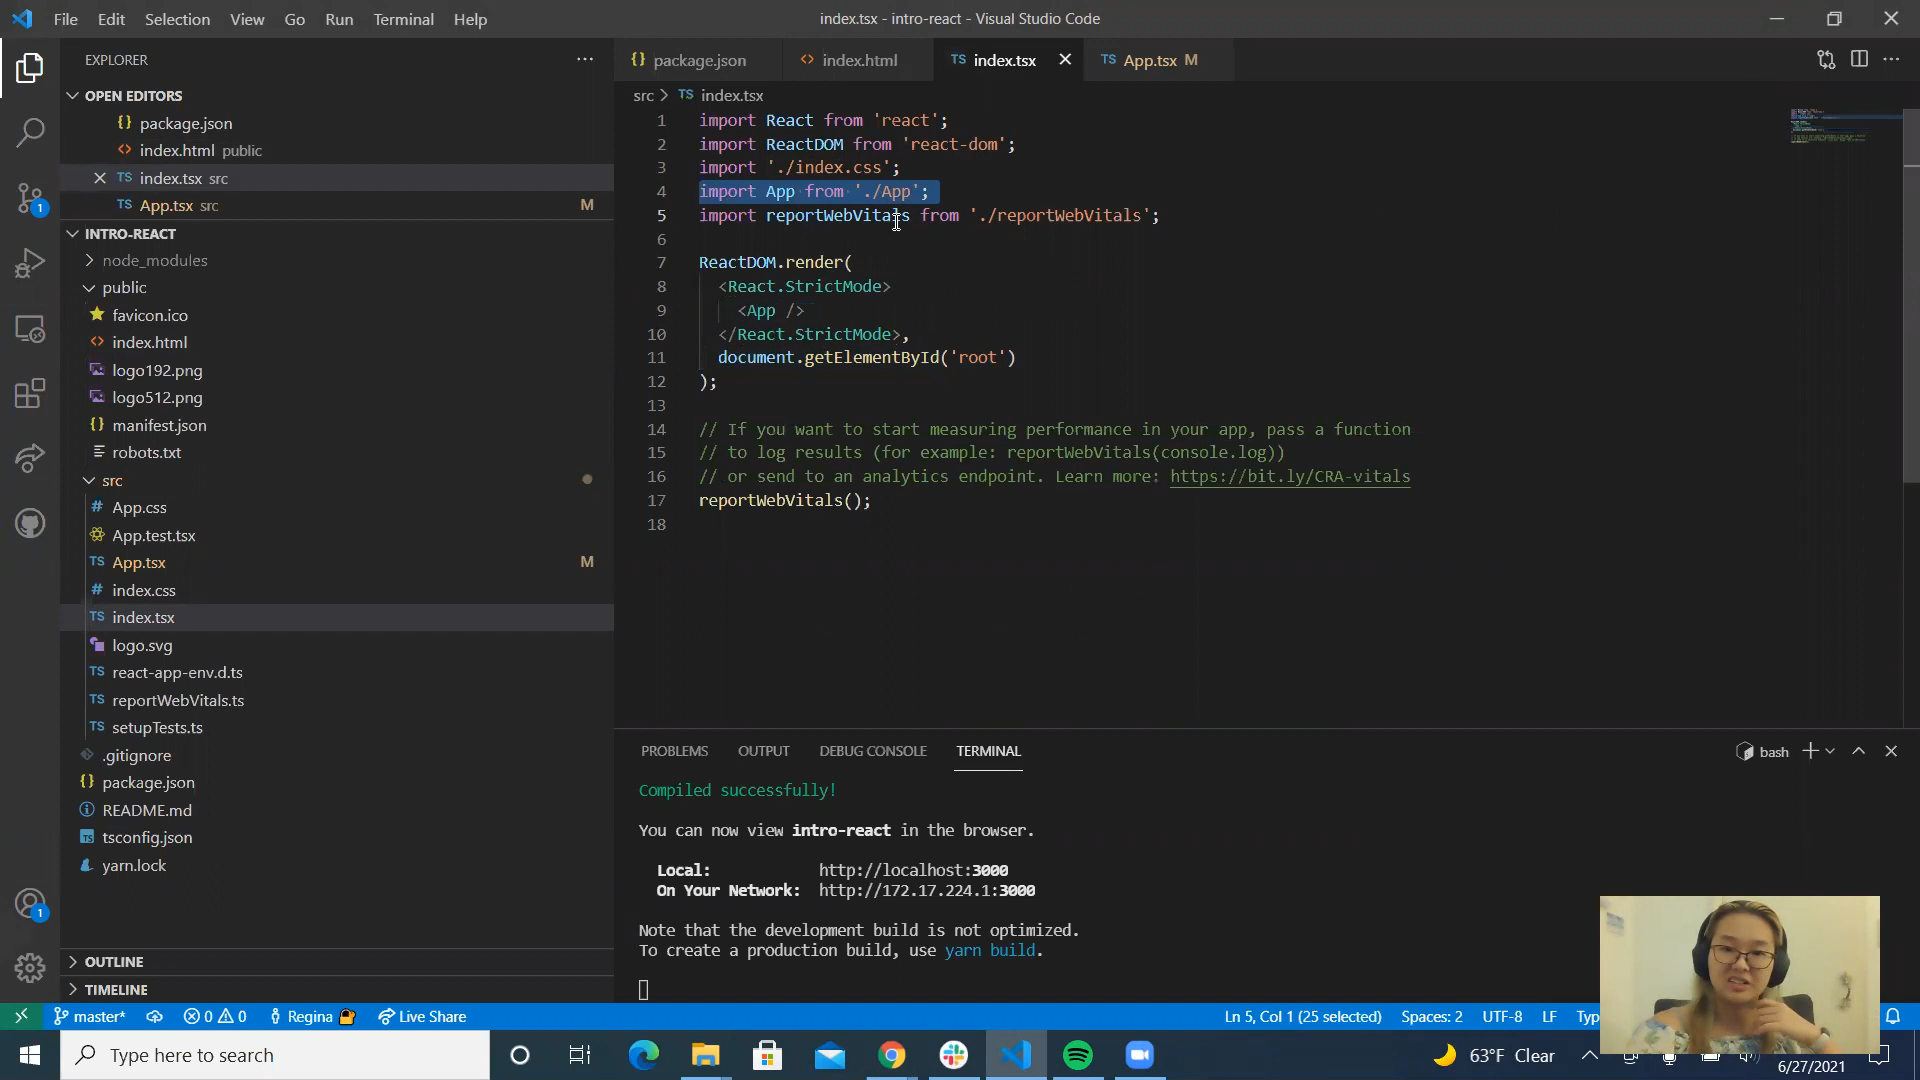 File Edit Selection View Go Run Terminal Help
index.tsx - intro-react - Visual Studio Code
EXPLORER
OPEN EDITORS
package.json
index.html public
index.tsx src
App.tsx src M
INTRO-REACT
node_modules
public
favicon.ico
index.html
logo192.png
logo512.png
manifest.json
robots.txt
src
App.css
App.test.tsx
App.tsx M
index.css
index.tsx
logo.svg
react-app-env.d.ts
reportWebVitals.ts
setupTests.ts
.gitignore
package.json
README.md
tsconfig.json
yarn.lock
OUTLINE
TIMELINE
package.json index.html TS index.tsx TS App.tsx M
src > TS index.tsx
1 import React from 'react';
2 import ReactDOM from 'react-dom';
3 import './index.css';
4 import App from './App';
5 import reportWebVitals from './reportWebVitals';
6
7 ReactDOM.render(
8 <React.StrictMode>
9 <App />
10 </React.StrictMode>,
11 document.getElementById('root')
12 );
13
14 // If you want to start measuring performance in your app, pass a function
15 // to log results (for example: reportWebVitals(console.log))
16 // or send to an analytics endpoint. Learn more: https://bit.ly/CRA-vitals
17 reportWebVitals();
18
PROBLEMS OUTPUT DEBUG CONSOLE TERMINAL
bash
Compiled successfully!
You can now view intro-react in the browser.
Local: http://localhost:3000
On Your Network: http://172.17.224.1:3000
Note that the development build is not optimized.
To create a production build, use yarn build.
master* 0 0 Regina Live Share
Ln 5, Col 1 (25 selected) Spaces: 2 UTF-8 LF
Type here to search
63°F Clear
6/27/2021